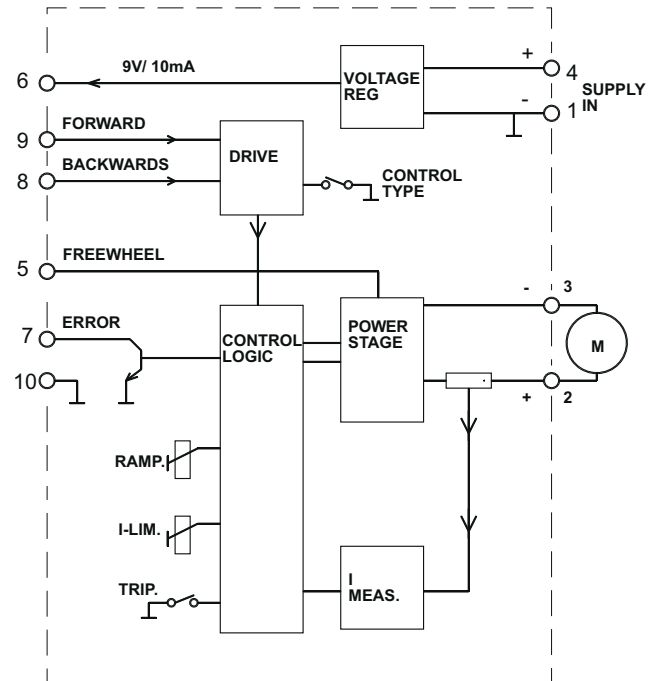 9V/ 10mA
6
VOLTAGE
REG
+
4
SUPPLY
IN
-
1
9
FORWARD
8
BACKWARDS
DRIVE
CONTROL
TYPE
5
FREEWHEEL
7
ERROR
10
CONTROL
LOGIC
POWER
STAGE
-
3
M
+
2
RAMP.
I-LIM.
TRIP.
I
MEAS.